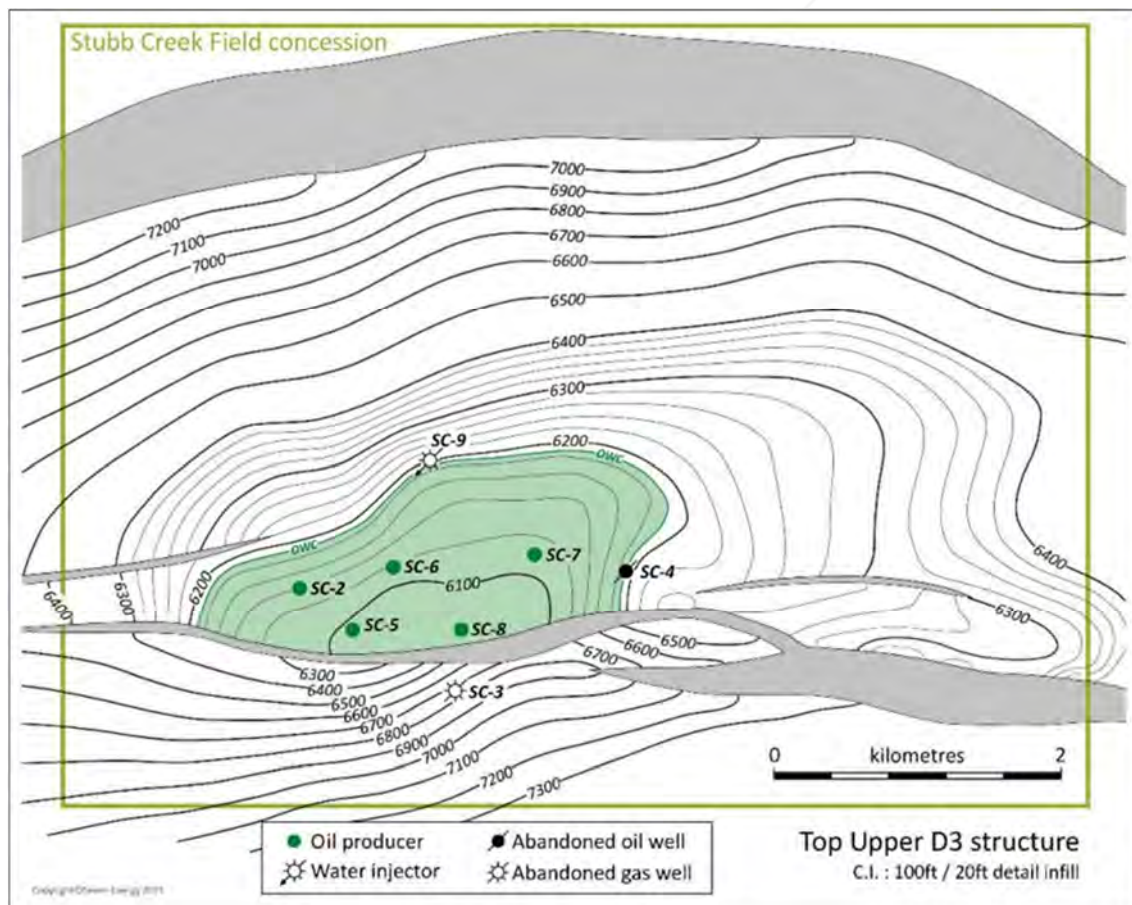 Stubb Creek Field concession
7000
6900
6800
6700
6600
6500
6400
6300
7200
7100
7000
SC-9
6200
OWC
OWC
SC-7
SC-6
SC-4
6100
SC-2
6200
6300
6400
6400
6300
SC-5
SC-8
6500
6600
6700
6300
6400
6500
6600
6700
6800
6900
7000
7100
7200
7300
SC-3
0 kilometres 2
Oil producer
Abandoned oil well
Water injector
Abandoned gas well
Top Upper D3 structure
C.I. : 100ft / 20ft detail infill